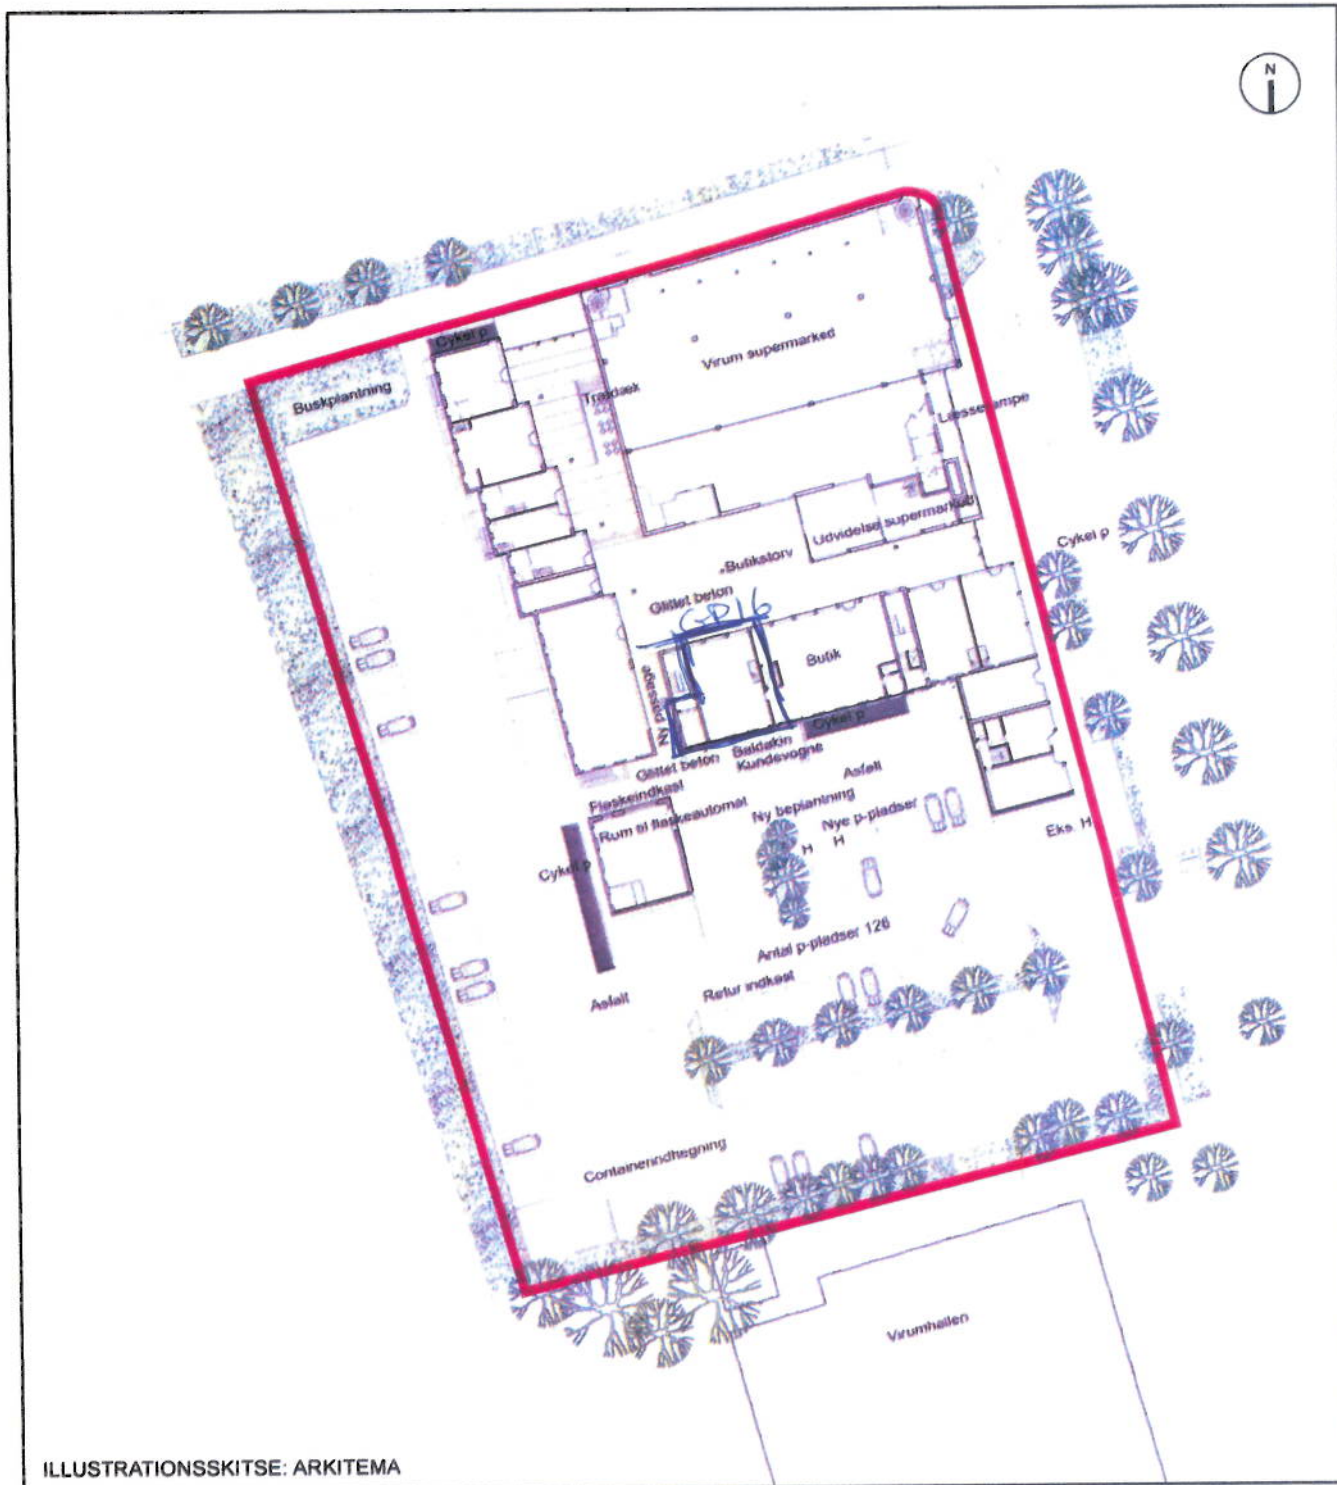 N
Cykel p
Virum supermarked
Buskplantning
Trædæk
Læsserampe
Udvidelse supermarked
Cykel p
Butikstorv
Glittet beton
GP16
Butik
Ny passage
Cykel p
Glittet beton
Baldakin
Kundevogne
Asfalt
Flaskeindkast
Rum til flaskeautomat
Ny beplantning
Nye p-pladser
H
H
Eks. H
Cykel p
Antal p-pladser 126
Asfalt
Retur indkast
Containerindhegning
Virumhallen
ILLUSTRATIONSSKITSE: ARKITEMA